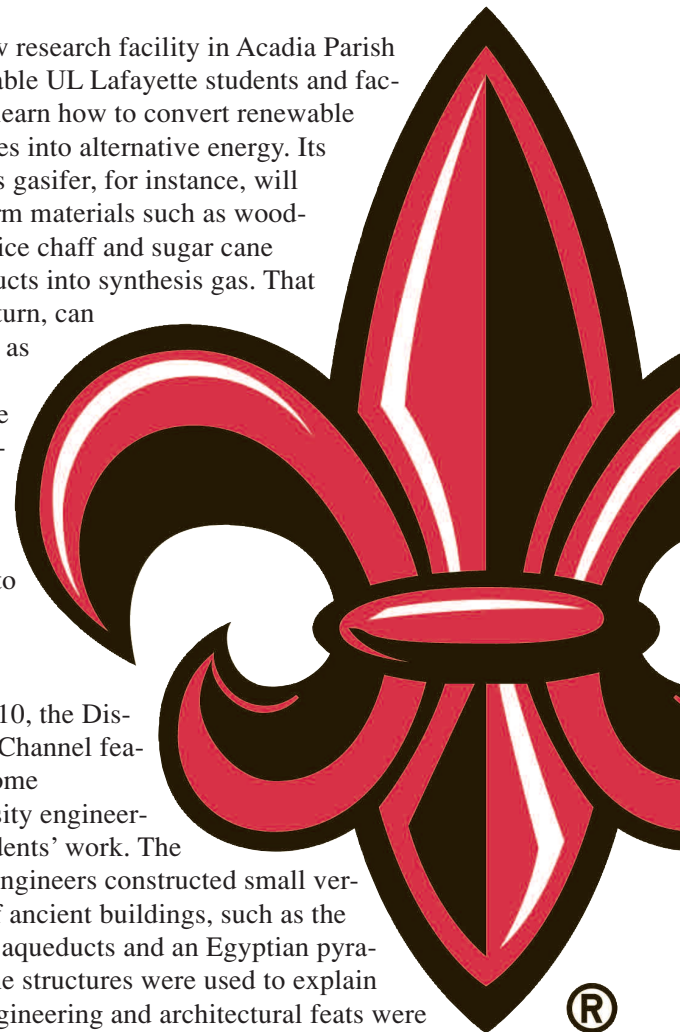 w research facility in Acadia Parish
able UL Lafayette students and fac-
learn how to convert renewable
es into alternative energy. Its
s gasifer, for instance, will
rm materials such as wood-
ice chaff and sugar cane
ucts into synthesis gas. That
turn, can
as
e
-
to
10, the Dis-
Channel fea-
ome
sity engineer-
dents' work. The
engineers constructed small ver-
f ancient buildings, such as the
aqueducts and an Egyptian pyra-
e structures were used to explain
gineering and architectural feats were
®